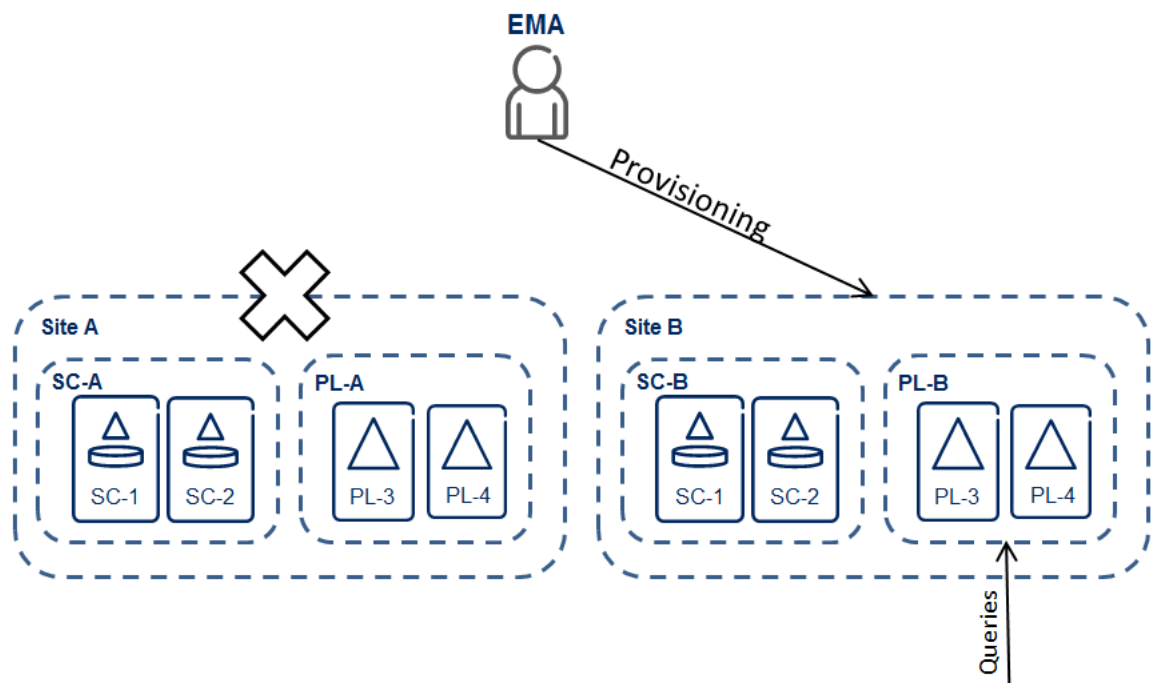 EMA
Provisioning
Site A
Site B
SC-A
PL-A
SC-B
PL-B
SC-1
SC-2
PL-3
PL-4
SC-1
SC-2
PL-3
PL-4
Queries